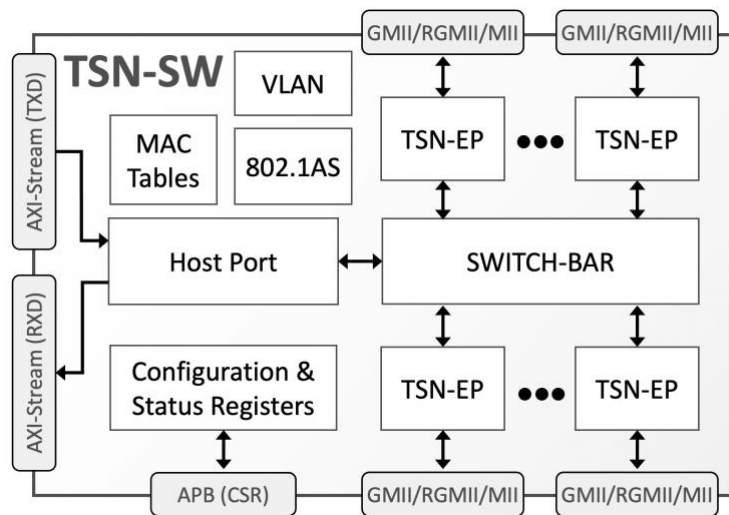 GMII/RGMII/MII
GMII/RGMII/MII
AXI-Stream (TXD)
TSN-SW
VLAN
MAC
Tables
802.1AS
TSN-EP
●●●
TSN-EP
Host Port
SWITCH-BAR
AXI-Stream (RXD)
Configuration &
Status Registers
TSN-EP
●●●
TSN-EP
APB (CSR)
GMII/RGMII/MII
GMII/RGMII/MII